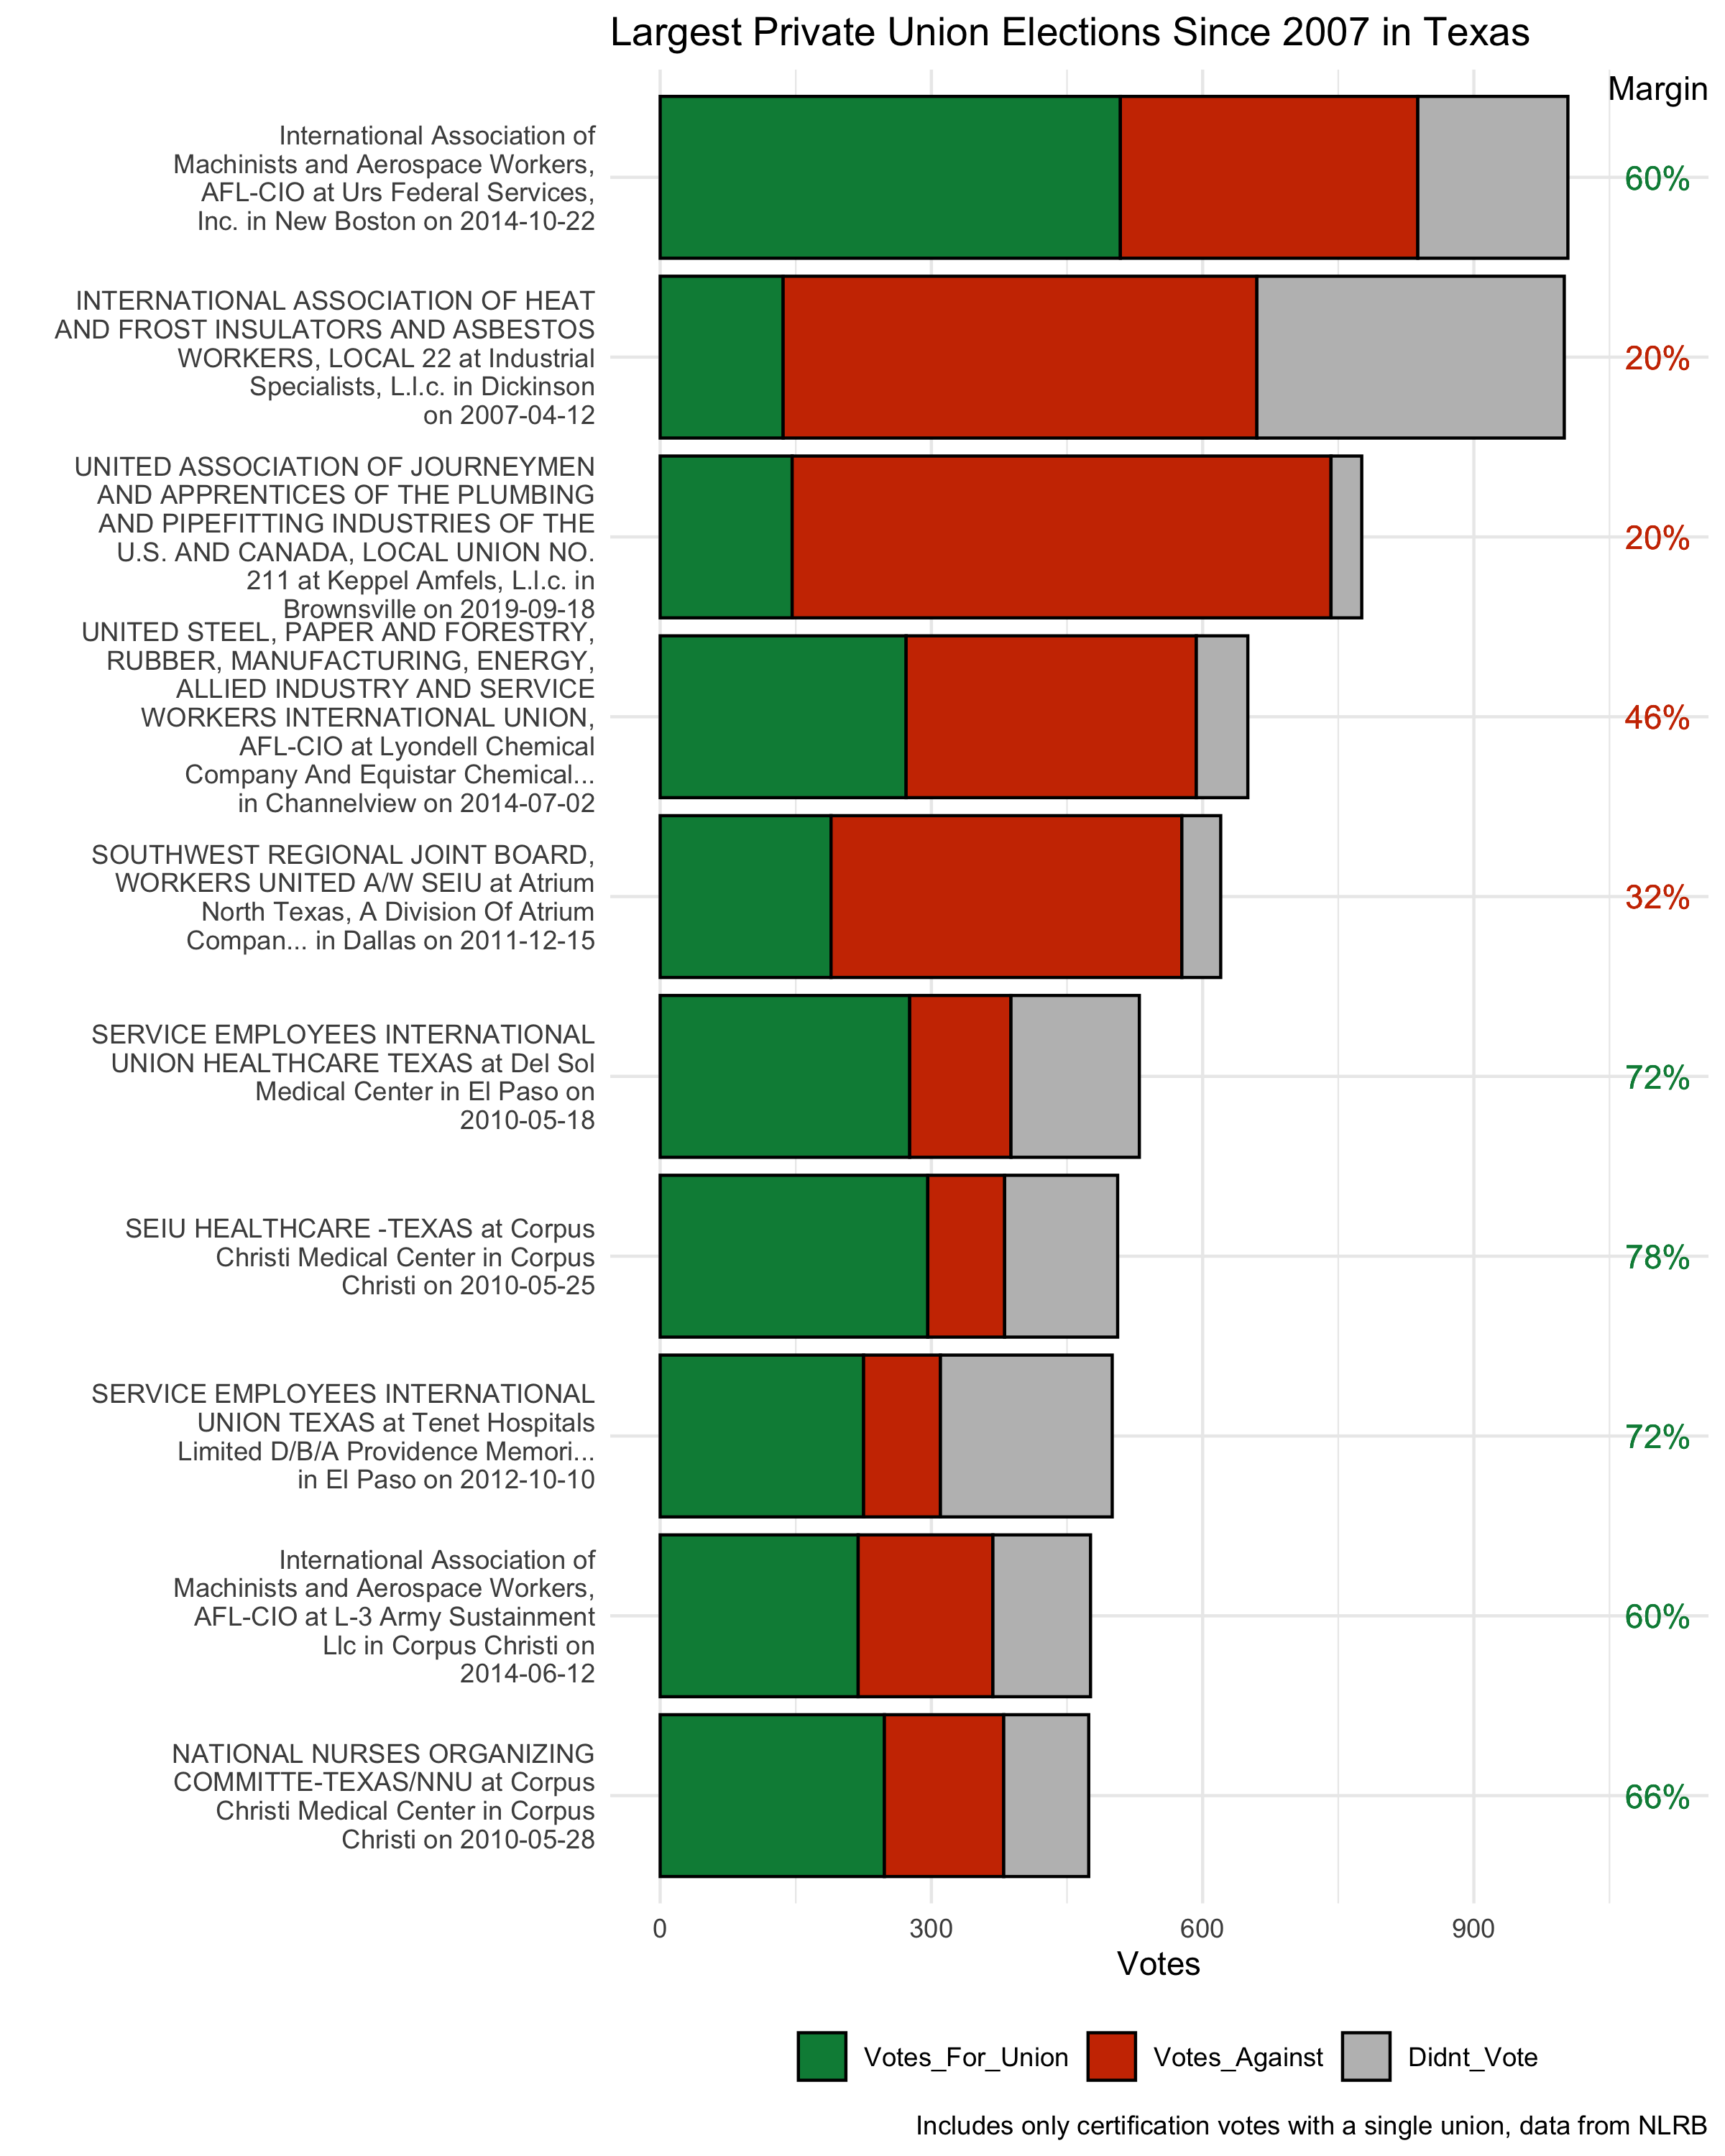 Largest Private Union Elections Since 2007 in Texas
Margin
International Association of
Machinists and Aerospace Workers,
AFL-CIO at Urs Federal Services,
Inc. in New Boston on 2014-10-22
60%
INTERNATIONAL ASSOCIATION OF HEAT
AND FROST INSULATORS AND ASBESTOS
WORKERS, LOCAL 22 at Industrial
Specialists, L.l.c. in Dickinson
on 2007-04-12
20%
UNITED ASSOCIATION OF JOURNEYMEN
AND APPRENTICES OF THE PLUMBING
AND PIPEFITTING INDUSTRIES OF THE
U.S. AND CANADA, LOCAL UNION NO.
211 at Keppel Amfels, L.l.c. in
Brownsville on 2019-09-18
20%
UNITED STEEL, PAPER AND FORESTRY,
RUBBER, MANUFACTURING, ENERGY,
ALLIED INDUSTRY AND SERVICE
WORKERS INTERNATIONAL UNION,
AFL-CIO at Lyondell Chemical
Company And Equistar Chemical...
in Channelview on 2014-07-02
46%
SOUTHWEST REGIONAL JOINT BOARD,
WORKERS UNITED A/W SEIU at Atrium
North Texas, A Division Of Atrium
Compan... in Dallas on 2011-12-15
32%
SERVICE EMPLOYEES INTERNATIONAL
UNION HEALTHCARE TEXAS at Del Sol
Medical Center in El Paso on
2010-05-18
72%
SEIU HEALTHCARE -TEXAS at Corpus
Christi Medical Center in Corpus
Christi on 2010-05-25
78%
SERVICE EMPLOYEES INTERNATIONAL
UNION TEXAS at Tenet Hospitals
Limited D/B/A Providence Memori...
in El Paso on 2012-10-10
72%
International Association of
Machinists and Aerospace Workers,
AFL-CIO at L-3 Army Sustainment
Llc in Corpus Christi on
2014-06-12
60%
NATIONAL NURSES ORGANIZING
COMMITTE-TEXAS/NNU at Corpus
Christi Medical Center in Corpus
Christi on 2010-05-28
66%
0 300 600 900
Votes
Votes_For_Union Votes_Against Didnt_Vote
Includes only certification votes with a single union, data from NLRB